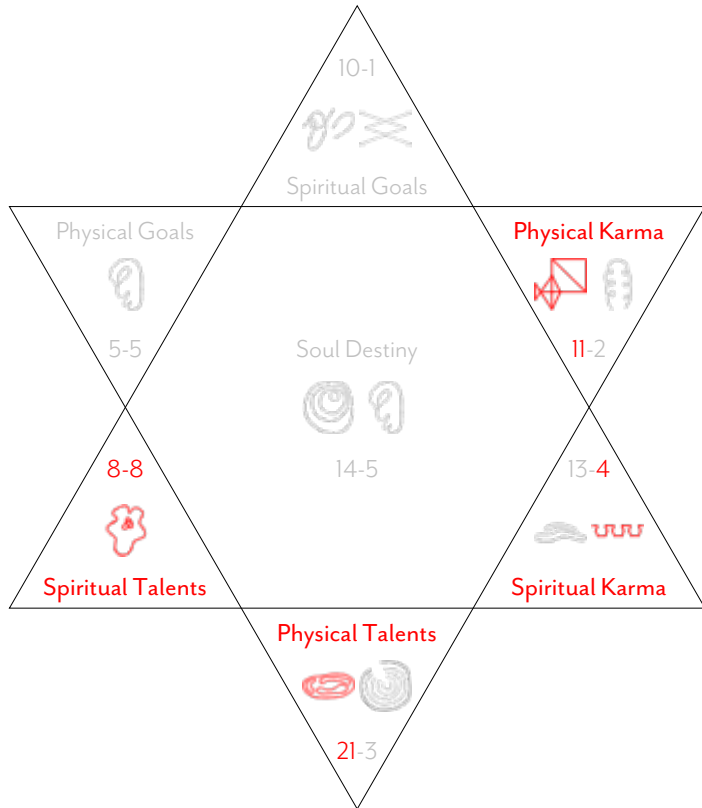 10-1
Spiritual Goals
Physical Goals
5-5
Physical Karma
11-2
Soul Destiny
14-5
8-8
Spiritual Talents
13-4
Spiritual Karma
Physical Talents
21-3